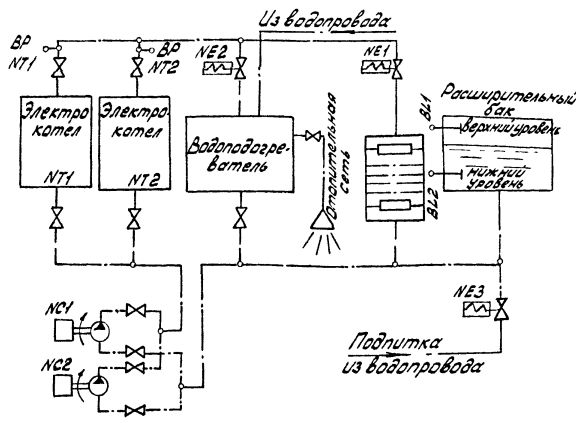 Из водопровода
ВР
ВР
NT1
NT2
NE2
NE1
BL1
Расширительный
бак
верхний уровень
Электро-
котел
NT1
Электро-
котел
NT2
Водоподогре-
ватель
Отопительная
сеть
BL2
нижний
уровень
NC1
NC2
NE3
Подпитка
из водопровода